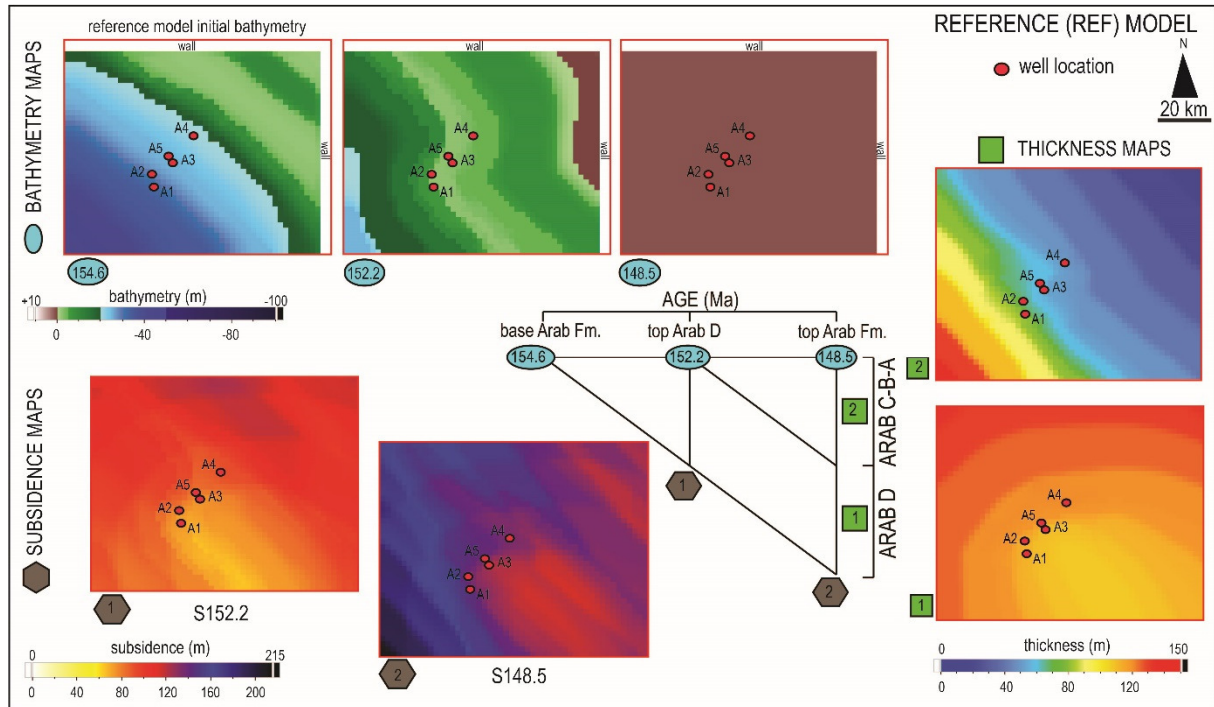 reference model initial bathymetry
REFERENCE (REF) MODEL
wall
wall
wall
well location
N
20 km
BATHYMETRY MAPS
A4
A5
A3
A2
A1
wall
A4
A5
A3
A2
A1
wall
A4
A5
A3
A2
A1
wall
THICKNESS MAPS
154.6
152.2
148.5
+10
bathymetry (m)
-100
0
-40
-80
A4
A5
A3
A2
A1
2
AGE (Ma)
base Arab Fm.
top Arab D
top Arab Fm.
154.6
152.2
148.5
2
ARAB C-B-A
1
ARAB D
1
2
SUBSIDENCE MAPS
A4
A5
A3
A2
A1
1
S152.2
0
subsidence (m)
215
0
40
80
120
160
200
A4
A5
A3
A2
A1
2
S148.5
A4
A5
A3
A2
A1
1
0
thickness (m)
150
0
40
80
120